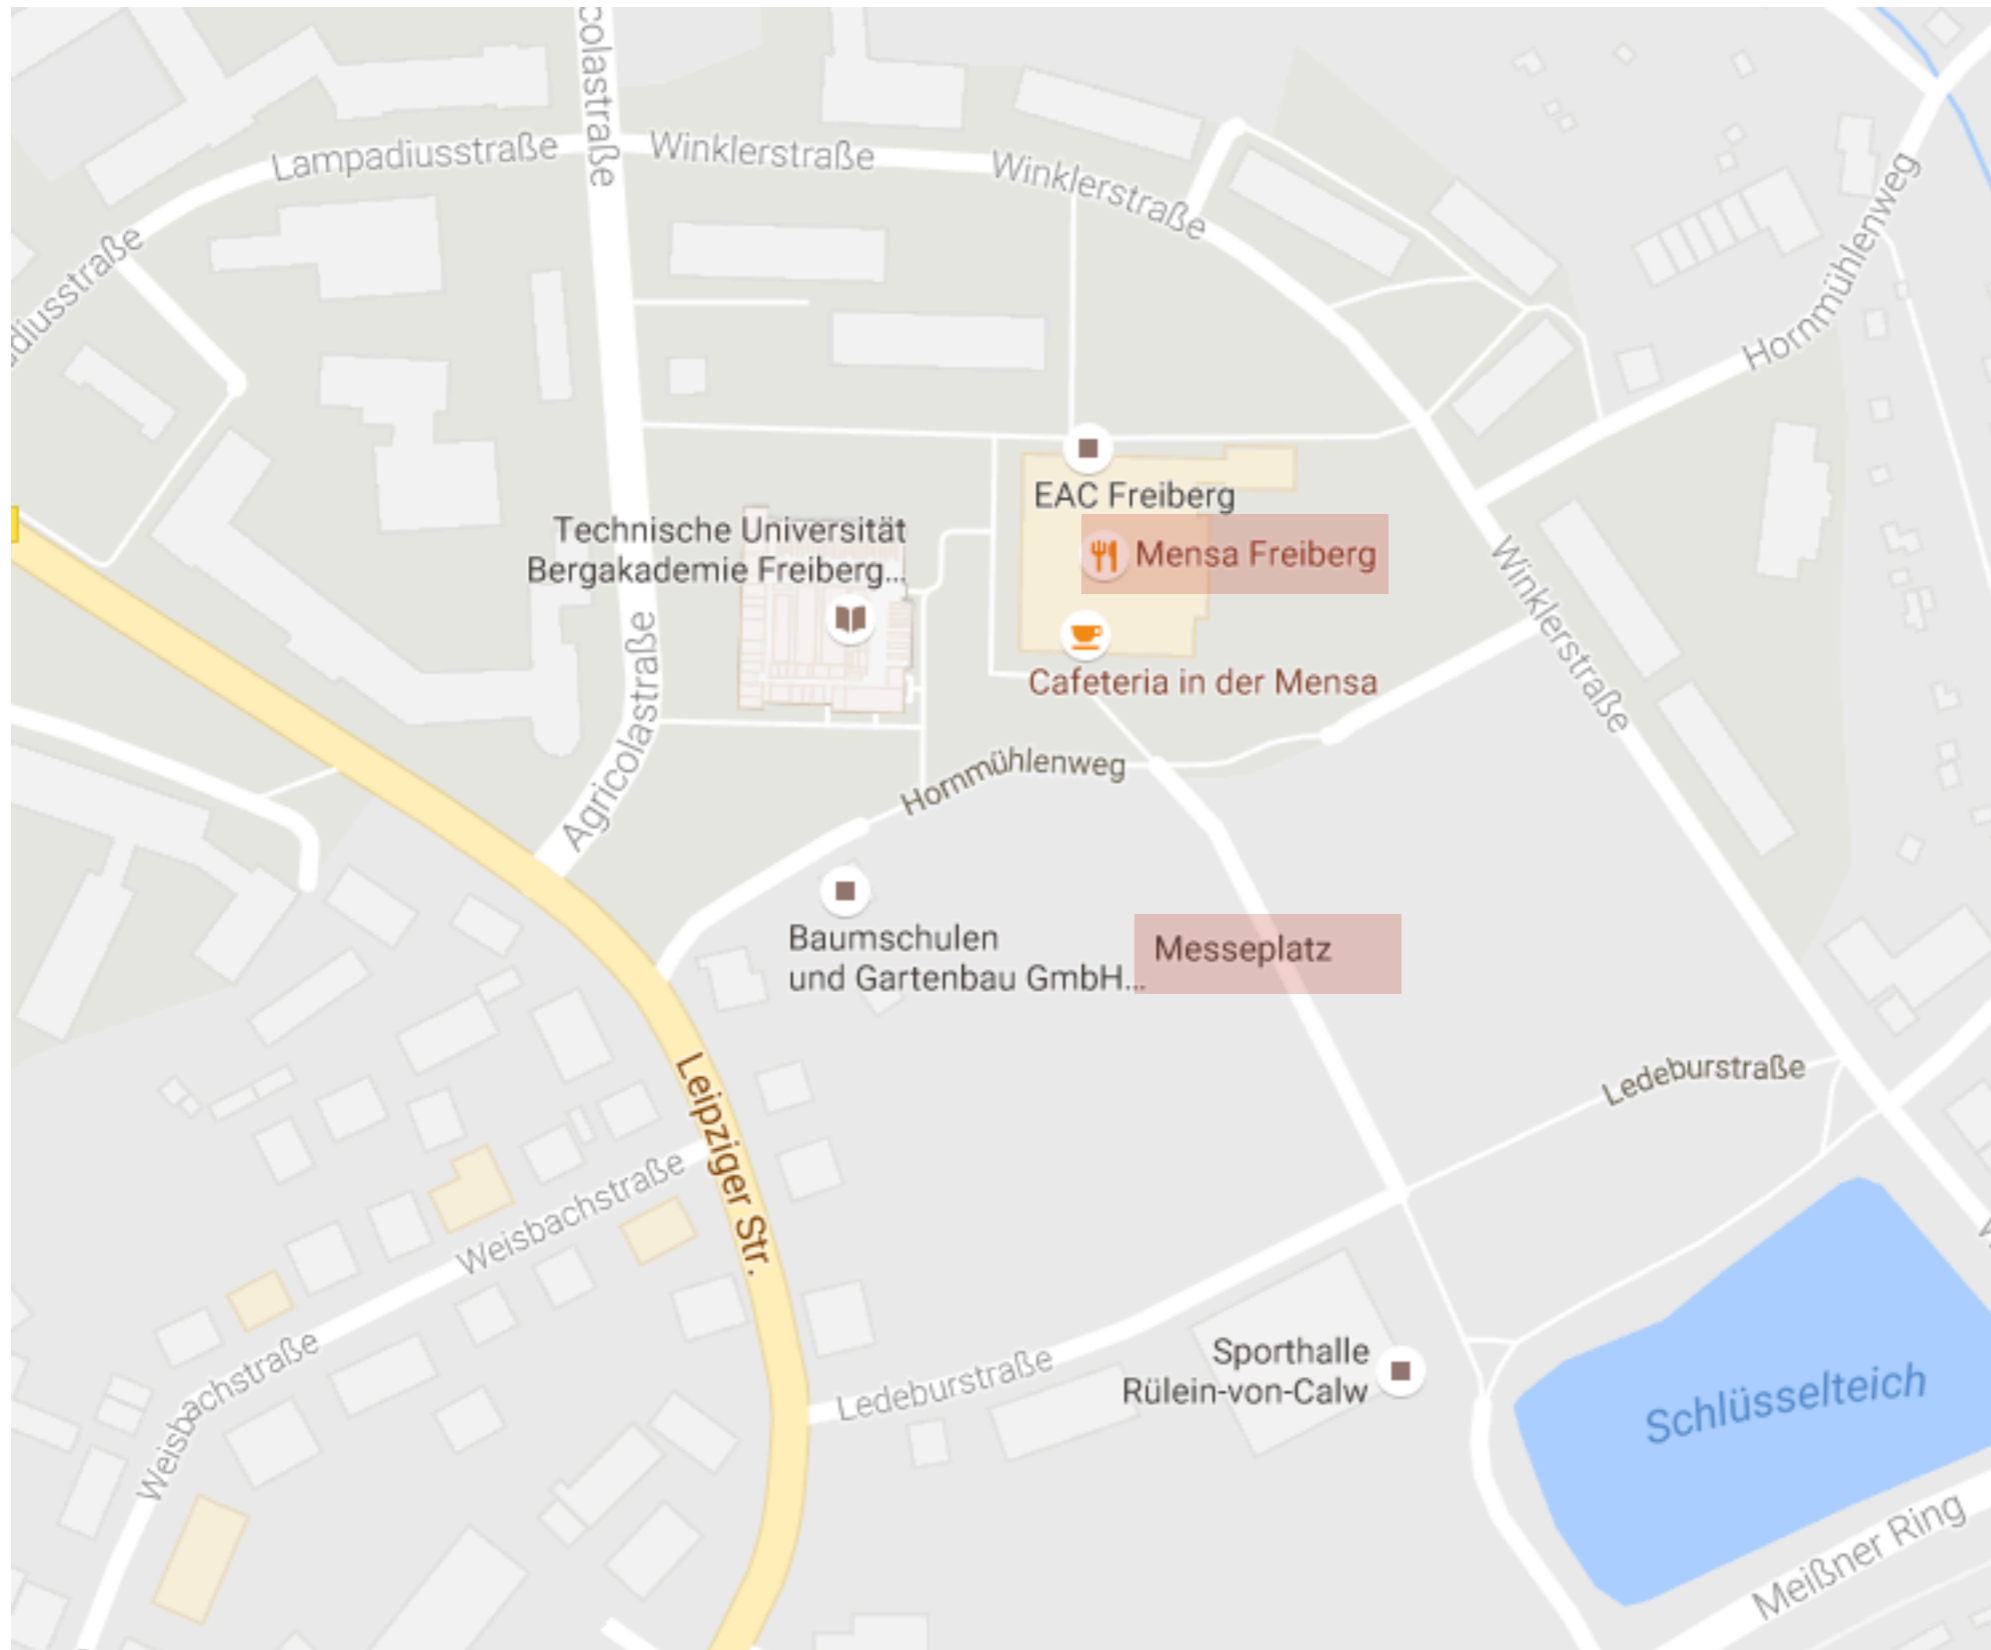 colastraße
Lampadiusstraße
Winklerstraße
Winklerstraße
Hornmühlenweg
diusstraße
EAC Freiberg
Technische Universität
Bergakademie Freiberg...
Mensa Freiberg
Winklerstraße
Cafeteria in der Mensa
Agricolastraße
Hornmühlenweg
Baumschulen
und Gartenbau GmbH...
Messeplatz
Ledeburstraße
Leipziger Str.
Weisbachstraße
Weisbachstraße
Ledeburstraße
Sporthalle
Rülein-von-Calw
Schlüsselteich
Meißner Ring